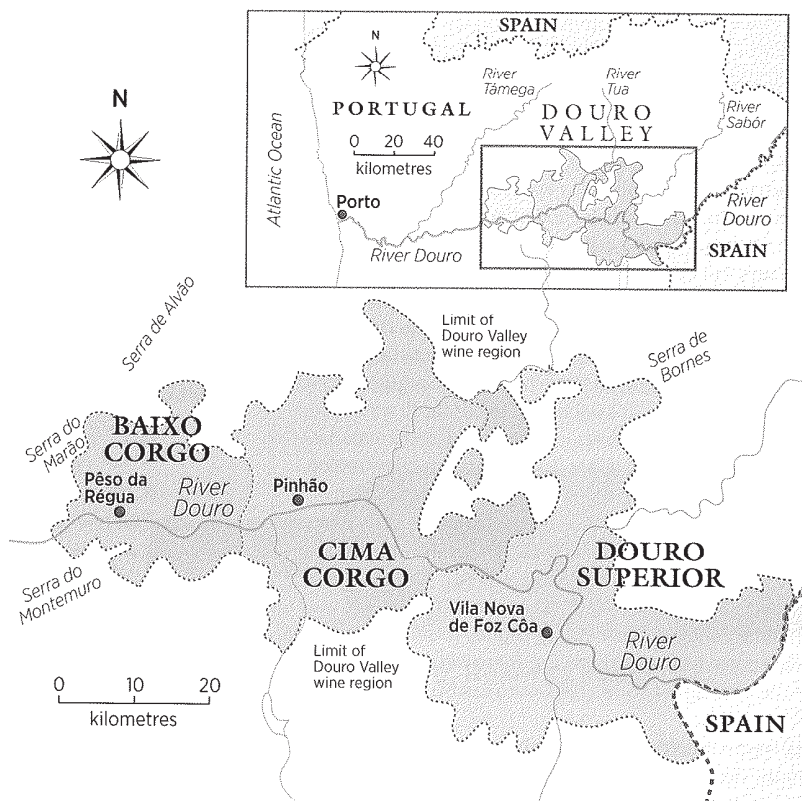 SPAIN
N
River
Támega
River
Tua
PORTUGAL
DOURO
VALLEY
River
Sabór
0 20 40
kilometres
Atlantic Ocean
Porto
River Douro
River
Douro
SPAIN
N
Serra de Alvão
Limit of
Douro Valley
wine region
Serra de
Bornes
BAIXO
CORGO
Serra do
Marão
Pêso da
Régua
River
Douro
Pinhão
CIMA
CORGO
DOURO
SUPERIOR
Serra do
Montemuro
Vila Nova
de Foz Côa
Limit of
Douro Valley
wine region
River
Douro
0 10 20
kilometres
SPAIN